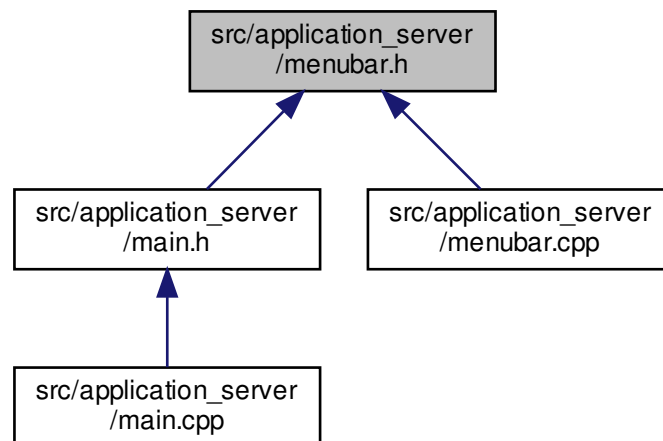 src/application_server
/menubar.h
src/application_server
/main.h
src/application_server
/menubar.cpp
src/application_server
/main.cpp